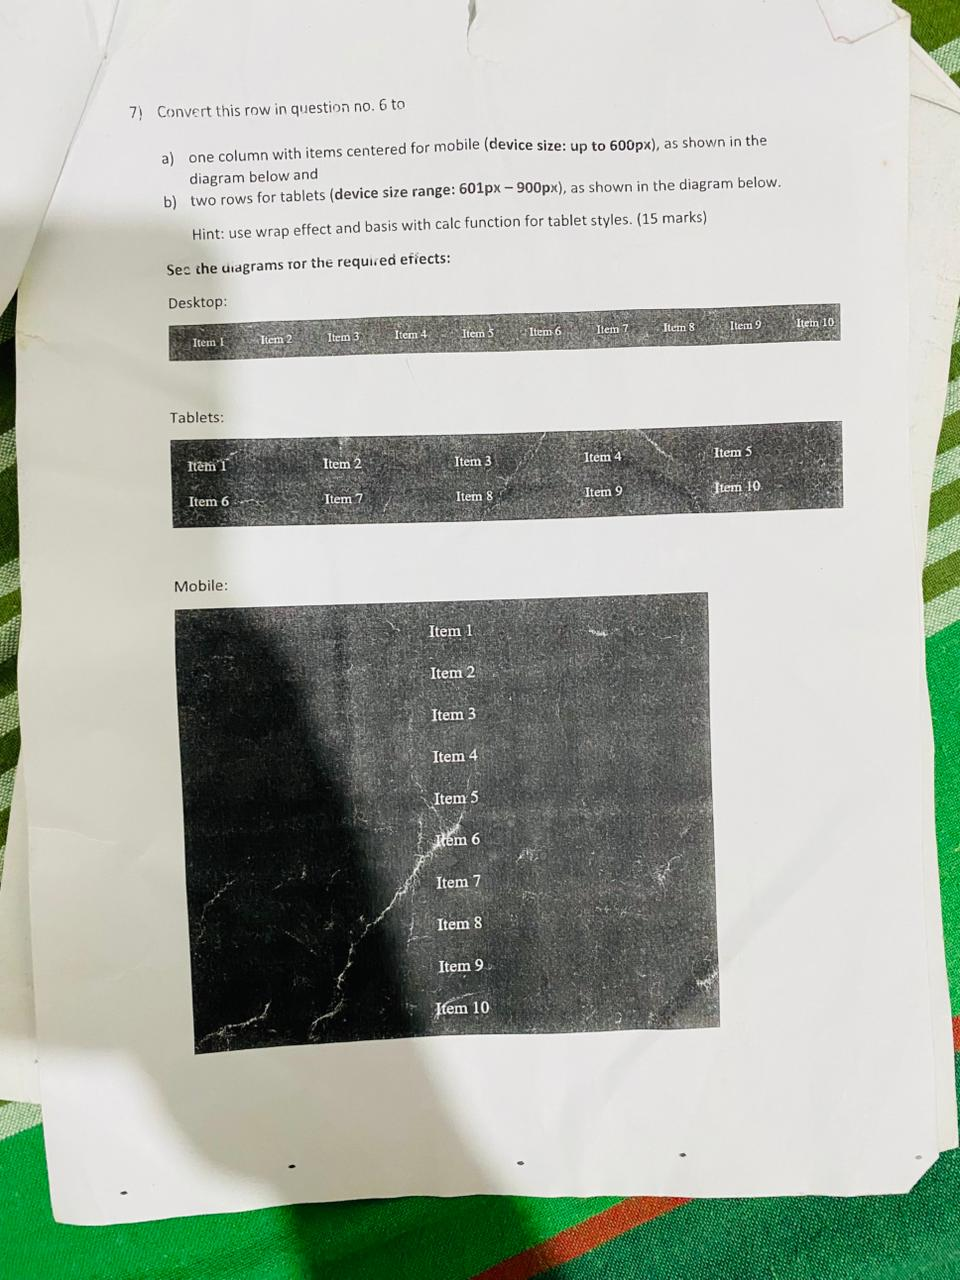 7) Convert this row in question no. 6 to
a) one column with items centered for mobile (device size: up to 600px), as shown in the
diagram below and
b) two rows for tablets (device size range: 601px – 900px), as shown in the diagram below.
Hint: use wrap effect and basis with calc function for tablet styles. (15 marks)
See the diagrams for the required effects:
Desktop:
Item 1 Item 2 Item 3 Item 4 Item 5 Item 6 Item 7 Item 8 Item 9 Item 10
Tablets:
Item 1 Item 2 Item 3 Item 4 Item 5
Item 6 Item 7 Item 8 Item 9 Item 10
Mobile:
Item 1
Item 2
Item 3
Item 4
Item 5
Item 6
Item 7
Item 8
Item 9
Item 10